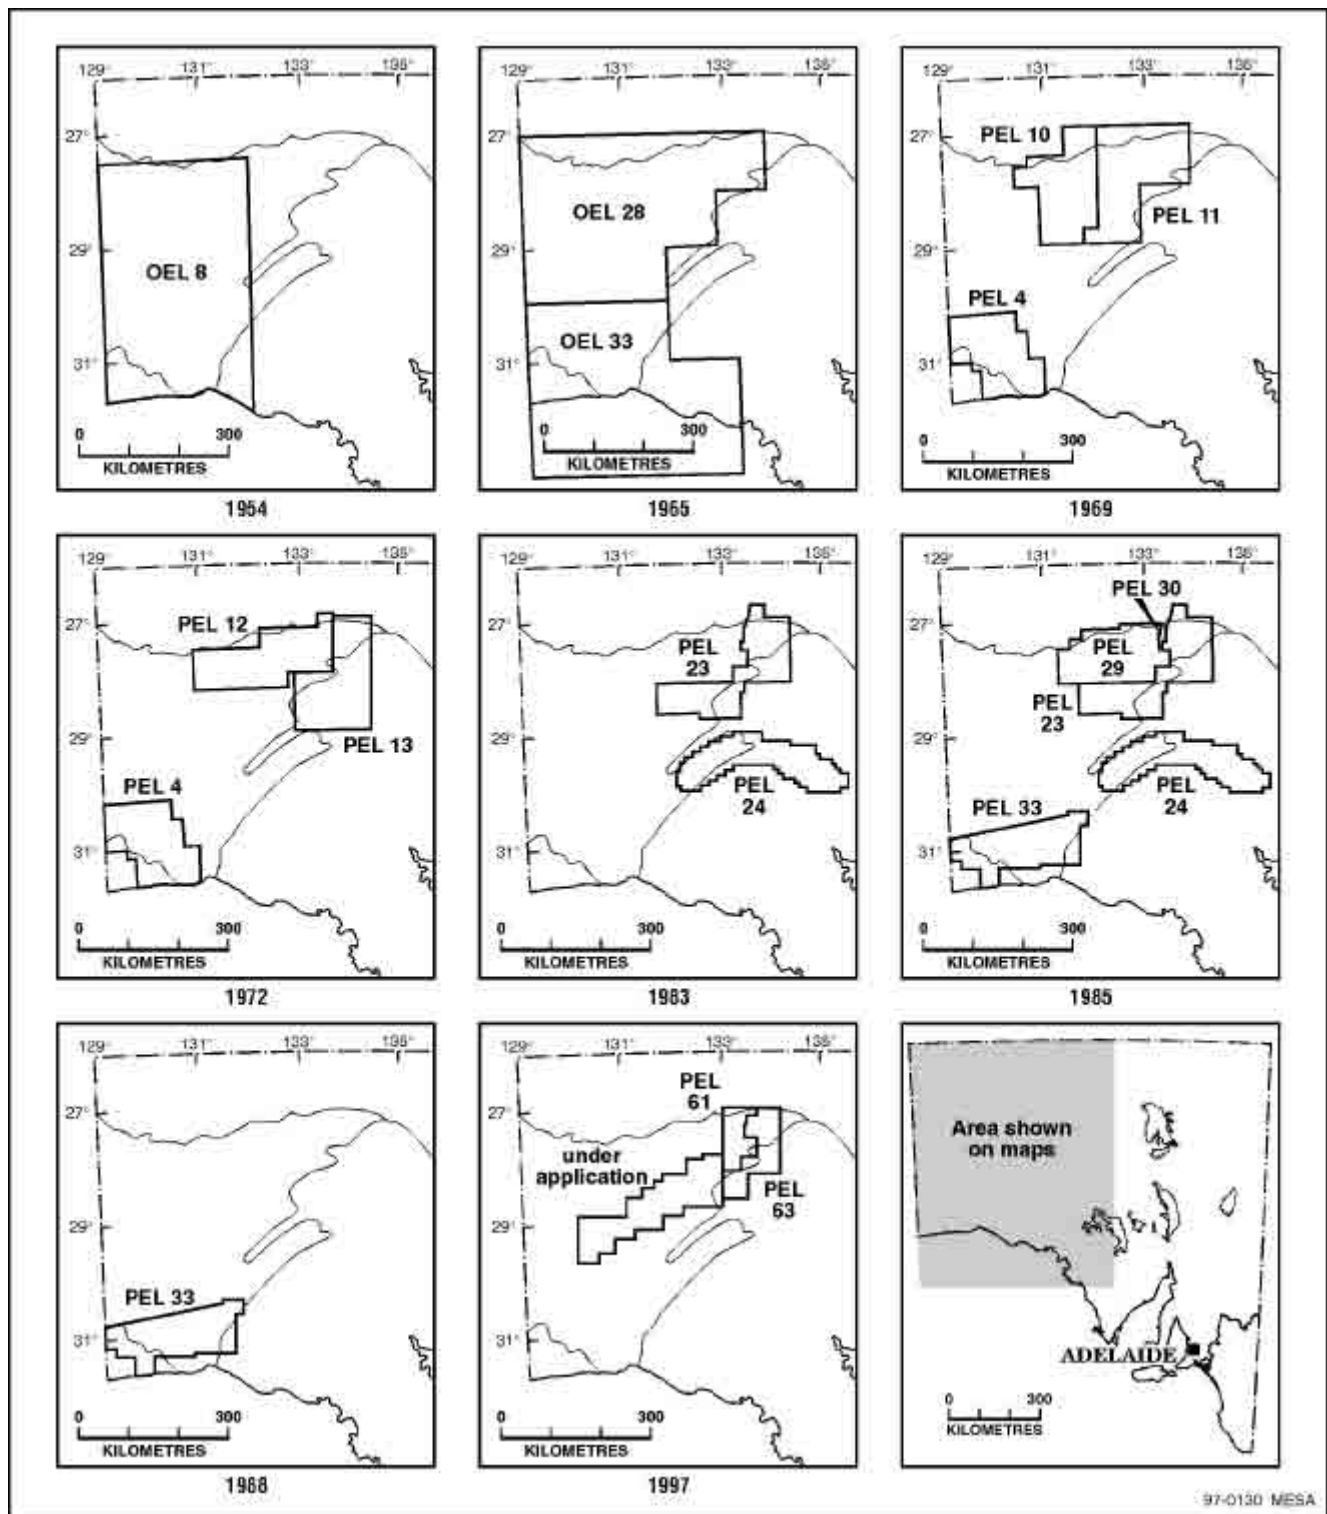 129° 131° 133° 135°
27°
OEL 8
29°
31°
0 300
KILOMETRES
1954
129° 131° 133° 135°
27°
OEL 28
29°
OEL 33
31°
0 300
KILOMETRES
1965
129° 131° 133° 135°
27°
PEL 10
PEL 11
29°
PEL 4
31°
0 300
KILOMETRES
1969
129° 131° 133° 135°
27°
PEL 12
29°
PEL 13
PEL 4
31°
0 300
KILOMETRES
1972
129° 131° 133° 135°
27°
PEL
23
29°
PEL
24
31°
0 300
KILOMETRES
1983
129° 131° 133° 135°
PEL 30
27°
PEL
29
PEL
23
29°
PEL
24
PEL 33
31°
0 300
KILOMETRES
1985
129° 131° 133° 135°
27°
29°
PEL 33
31°
0 300
KILOMETRES
1988
129° 131° 133° 135°
PEL
61
27°
under
application
PEL
63
29°
31°
0 300
KILOMETRES
1997
Area shown
on maps
ADELAIDE
0 300
KILOMETRES
97-0130 MESA